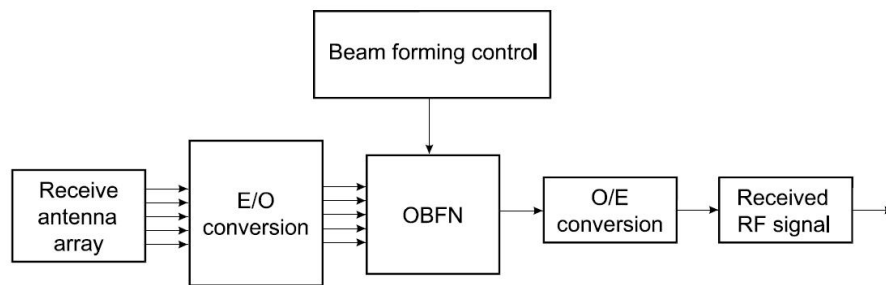 Beam forming control
Receive
antenna
array
E/O
conversion
OBFN
O/E
conversion
Received
RF signal